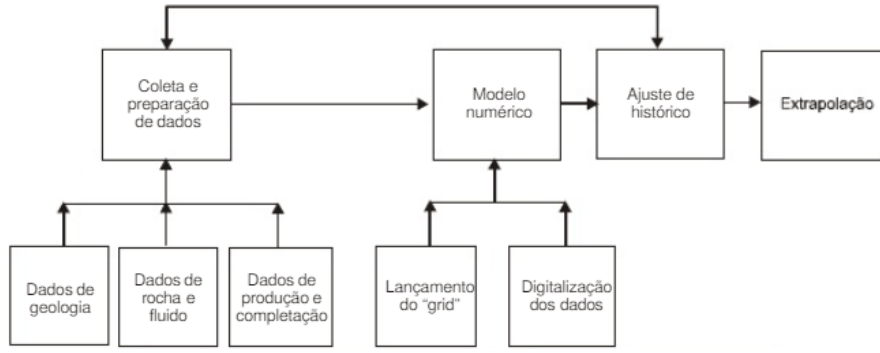 Coleta e
preparação
de dados
Modelo
numérico
Ajuste de
histórico
Extrapolação
Dados de
geologia
Dados de
rocha e
fluido
Dados de
produção e
completação
Lançamento
do “grid”
Digitalização
dos dados